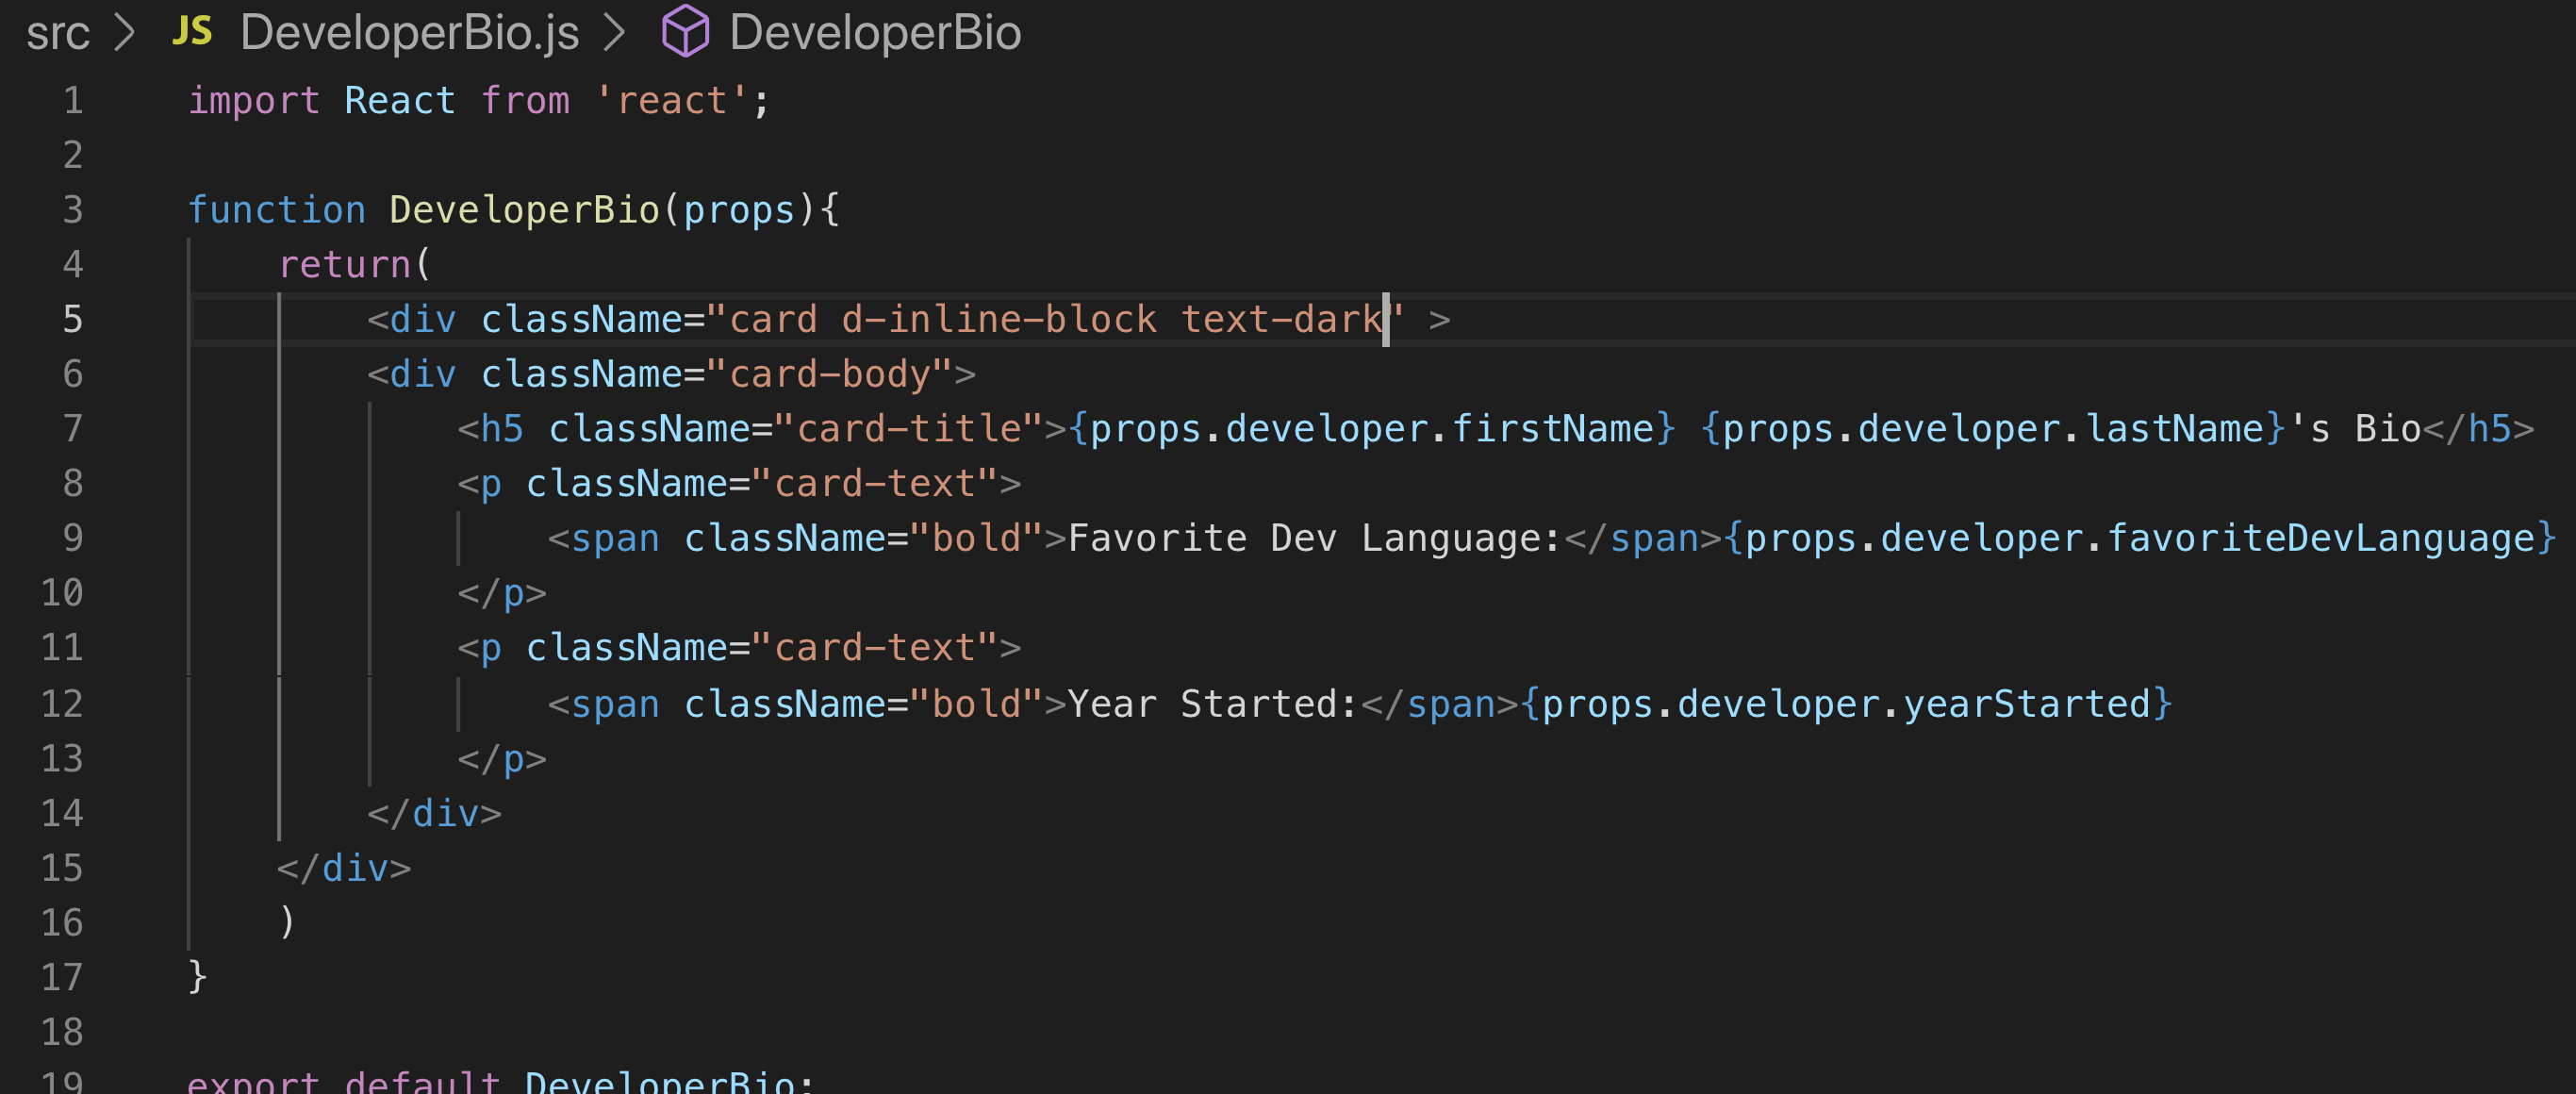 src > JS DeveloperBio.js > DeveloperBio
1 import React from 'react';
2
3 function DeveloperBio(props){
4     return(
5         <div className="card d-inline-block text-dark" >
6         <div className="card-body">
7             <h5 className="card-title">{props.developer.firstName} {props.developer.lastName}'s Bio</h5>
8             <p className="card-text">
9                 <span className="bold">Favorite Dev Language:</span>{props.developer.favoriteDevLanguage}
10             </p>
11             <p className="card-text">
12                 <span className="bold">Year Started:</span>{props.developer.yearStarted}
13             </p>
14         </div>
15     </div>
16     )
17 }
18
19 export default DeveloperBio;